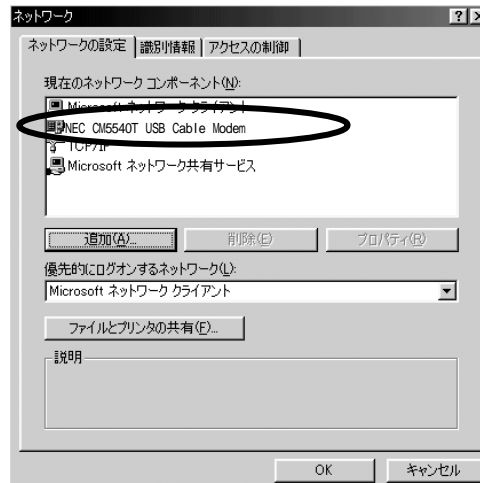 ネットワーク
ネットワークの設定 識別情報 アクセスの制御
現在のネットワーク コンポーネント(N):
Microsoft ネットワーク クライアント
NEC CM5540T USB Cable Modem
TCP/IP
Microsoft ネットワーク共有サービス
追加(A)... 削除(E) プロパティ(R)
優先的にログオンするネットワーク(L):
Microsoft ネットワーク クライアント
ファイルとプリンタの共有(F)...
説明
OK キャンセル